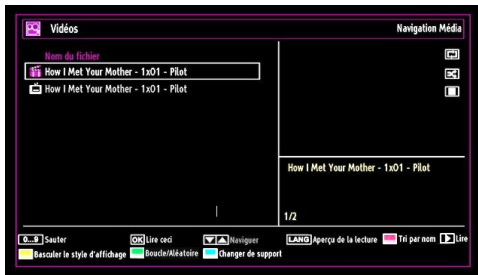 Vidéos
Navigation Média
Nom du fichier
How I Met Your Mother - 1x01 - Pilot
How I Met Your Mother - 1x01 - Pilot
How I Met Your Mother - 1x01 - Pilot
1/2
0...9 Sauter OK Lire ceci Naviguer LANG Aperçu de la lecture Tri par nom Lire
Basculer le style d'affichage Boucle/Aléatoire Changer de support